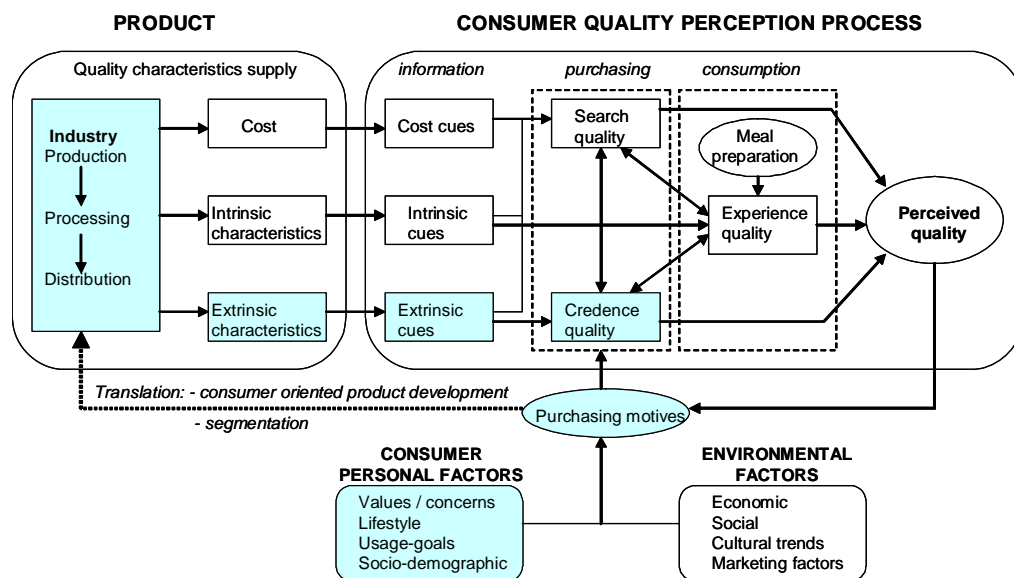 PRODUCT
CONSUMER QUALITY PERCEPTION PROCESS
Quality characteristics supply
information
purchasing
consumption
Industry
Production
Processing
Distribution
Cost
Intrinsic
characteristics
Extrinsic
characteristics
Cost cues
Intrinsic
cues
Extrinsic
cues
Search
quality
Credence
quality
Meal
preparation
Experience
quality
Perceived
quality
Translation: - consumer oriented product development
- segmentation
Purchasing motives
CONSUMER
PERSONAL FACTORS
Values / concerns
Lifestyle
Usage-goals
Socio-demographic
ENVIRONMENTAL
FACTORS
Economic
Social
Cultural trends
Marketing factors